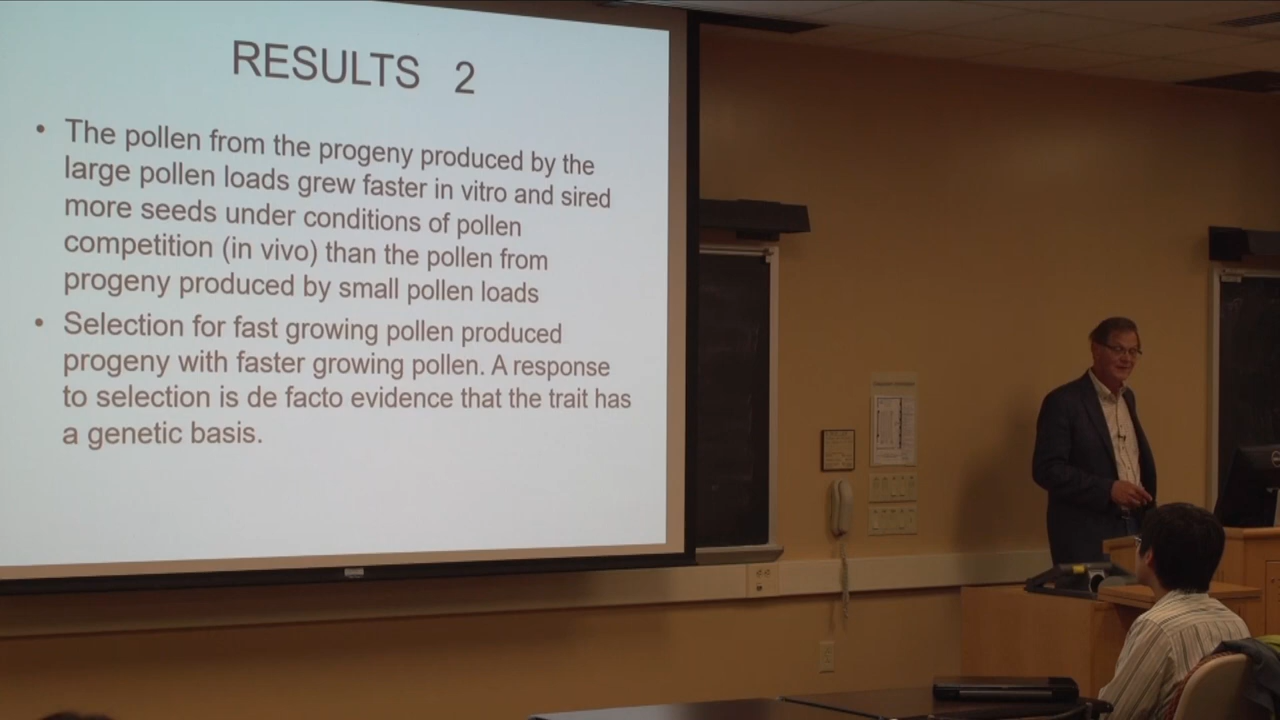 RESULTS 2
• The pollen from the progeny produced by the
large pollen loads grew faster in vitro and sired
more seeds under conditions of pollen
competition (in vivo) than the pollen from
progeny produced by small pollen loads
• Selection for fast growing pollen produced
progeny with faster growing pollen. A response
to selection is de facto evidence that the trait has
a genetic basis.